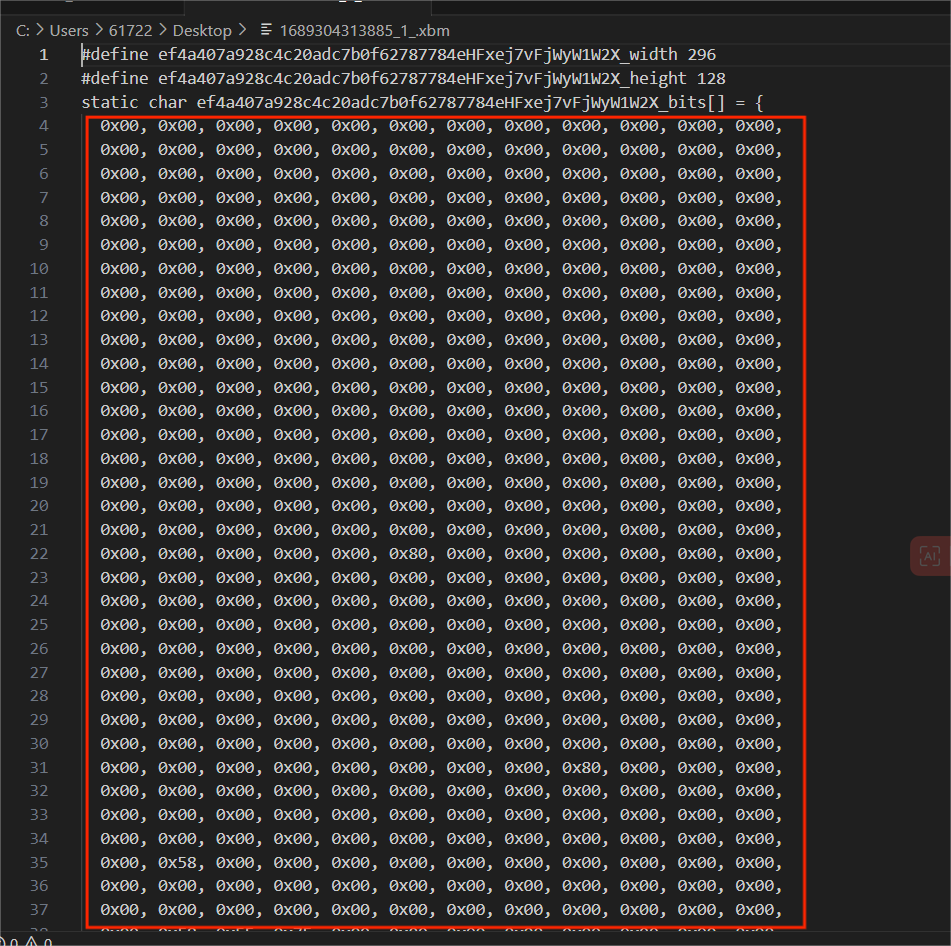 C: > Users > 61722 > Desktop > 1689304313885_1_.xbm
1 #define ef4a407a928c4c20adc7b0f62787784eHFxej7vFjWyW1W2X_width 296
2 #define ef4a407a928c4c20adc7b0f62787784eHFxej7vFjWyW1W2X_height 128
3 static char ef4a407a928c4c20adc7b0f62787784eHFxej7vFjWyW1W2X_bits[] = {
4 0x00, 0x00, 0x00, 0x00, 0x00, 0x00, 0x00, 0x00, 0x00, 0x00, 0x00, 0x00,
5 0x00, 0x00, 0x00, 0x00, 0x00, 0x00, 0x00, 0x00, 0x00, 0x00, 0x00, 0x00,
6 0x00, 0x00, 0x00, 0x00, 0x00, 0x00, 0x00, 0x00, 0x00, 0x00, 0x00, 0x00,
7 0x00, 0x00, 0x00, 0x00, 0x00, 0x00, 0x00, 0x00, 0x00, 0x00, 0x00, 0x00,
8 0x00, 0x00, 0x00, 0x00, 0x00, 0x00, 0x00, 0x00, 0x00, 0x00, 0x00, 0x00,
9 0x00, 0x00, 0x00, 0x00, 0x00, 0x00, 0x00, 0x00, 0x00, 0x00, 0x00, 0x00,
10 0x00, 0x00, 0x00, 0x00, 0x00, 0x00, 0x00, 0x00, 0x00, 0x00, 0x00, 0x00,
11 0x00, 0x00, 0x00, 0x00, 0x00, 0x00, 0x00, 0x00, 0x00, 0x00, 0x00, 0x00,
12 0x00, 0x00, 0x00, 0x00, 0x00, 0x00, 0x00, 0x00, 0x00, 0x00, 0x00, 0x00,
13 0x00, 0x00, 0x00, 0x00, 0x00, 0x00, 0x00, 0x00, 0x00, 0x00, 0x00, 0x00,
14 0x00, 0x00, 0x00, 0x00, 0x00, 0x00, 0x00, 0x00, 0x00, 0x00, 0x00, 0x00,
15 0x00, 0x00, 0x00, 0x00, 0x00, 0x00, 0x00, 0x00, 0x00, 0x00, 0x00, 0x00,
16 0x00, 0x00, 0x00, 0x00, 0x00, 0x00, 0x00, 0x00, 0x00, 0x00, 0x00, 0x00,
17 0x00, 0x00, 0x00, 0x00, 0x00, 0x00, 0x00, 0x00, 0x00, 0x00, 0x00, 0x00,
18 0x00, 0x00, 0x00, 0x00, 0x00, 0x00, 0x00, 0x00, 0x00, 0x00, 0x00, 0x00,
19 0x00, 0x00, 0x00, 0x00, 0x00, 0x00, 0x00, 0x00, 0x00, 0x00, 0x00, 0x00,
20 0x00, 0x00, 0x00, 0x00, 0x00, 0x00, 0x00, 0x00, 0x00, 0x00, 0x00, 0x00,
21 0x00, 0x00, 0x00, 0x00, 0x00, 0x00, 0x00, 0x00, 0x00, 0x00, 0x00, 0x00,
22 0x00, 0x00, 0x00, 0x00, 0x00, 0x80, 0x00, 0x00, 0x00, 0x00, 0x00, 0x00,
23 0x00, 0x00, 0x00, 0x00, 0x00, 0x00, 0x00, 0x00, 0x00, 0x00, 0x00, 0x00,
24 0x00, 0x00, 0x00, 0x00, 0x00, 0x00, 0x00, 0x00, 0x00, 0x00, 0x00, 0x00,
25 0x00, 0x00, 0x00, 0x00, 0x00, 0x00, 0x00, 0x00, 0x00, 0x00, 0x00, 0x00,
26 0x00, 0x00, 0x00, 0x00, 0x00, 0x00, 0x00, 0x00, 0x00, 0x00, 0x00, 0x00,
27 0x00, 0x00, 0x00, 0x00, 0x00, 0x00, 0x00, 0x00, 0x00, 0x00, 0x00, 0x00,
28 0x00, 0x00, 0x00, 0x00, 0x00, 0x00, 0x00, 0x00, 0x00, 0x00, 0x00, 0x00,
29 0x00, 0x00, 0x00, 0x00, 0x00, 0x00, 0x00, 0x00, 0x00, 0x00, 0x00, 0x00,
30 0x00, 0x00, 0x00, 0x00, 0x00, 0x00, 0x00, 0x00, 0x00, 0x00, 0x00, 0x00,
31 0x00, 0x00, 0x00, 0x00, 0x00, 0x00, 0x00, 0x00, 0x80, 0x00, 0x00, 0x00,
32 0x00, 0x00, 0x00, 0x00, 0x00, 0x00, 0x00, 0x00, 0x00, 0x00, 0x00, 0x00,
33 0x00, 0x00, 0x00, 0x00, 0x00, 0x00, 0x00, 0x00, 0x00, 0x00, 0x00, 0x00,
34 0x00, 0x00, 0x00, 0x00, 0x00, 0x00, 0x00, 0x00, 0x00, 0x00, 0x00, 0x00,
35 0x00, 0x58, 0x00, 0x00, 0x00, 0x00, 0x00, 0x00, 0x00, 0x00, 0x00, 0x00,
36 0x00, 0x00, 0x00, 0x00, 0x00, 0x00, 0x00, 0x00, 0x00, 0x00, 0x00, 0x00,
37 0x00, 0x00, 0x00, 0x00, 0x00, 0x00, 0x00, 0x00, 0x00, 0x00, 0x00, 0x00,
AI